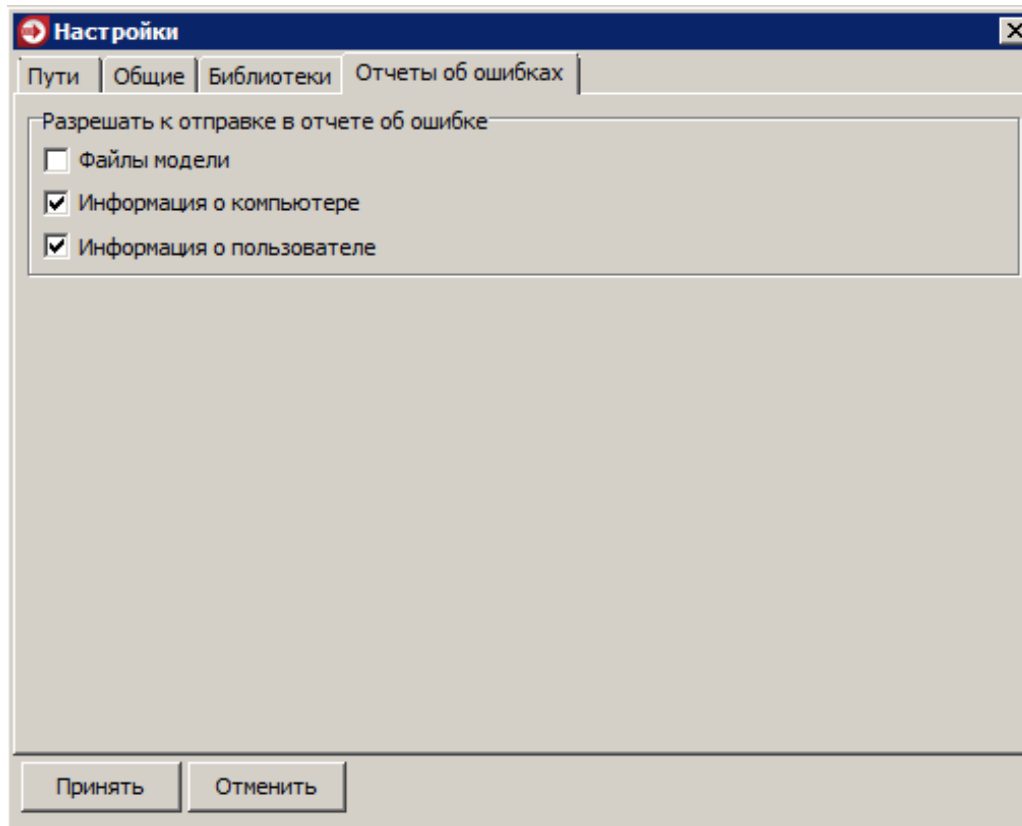 Настройки
Пути Общие Библиотеки Отчеты об ошибках
Разрешать к отправке в отчете об ошибке
Файлы модели
Информация о компьютере
Информация о пользователе
Принять Отменить